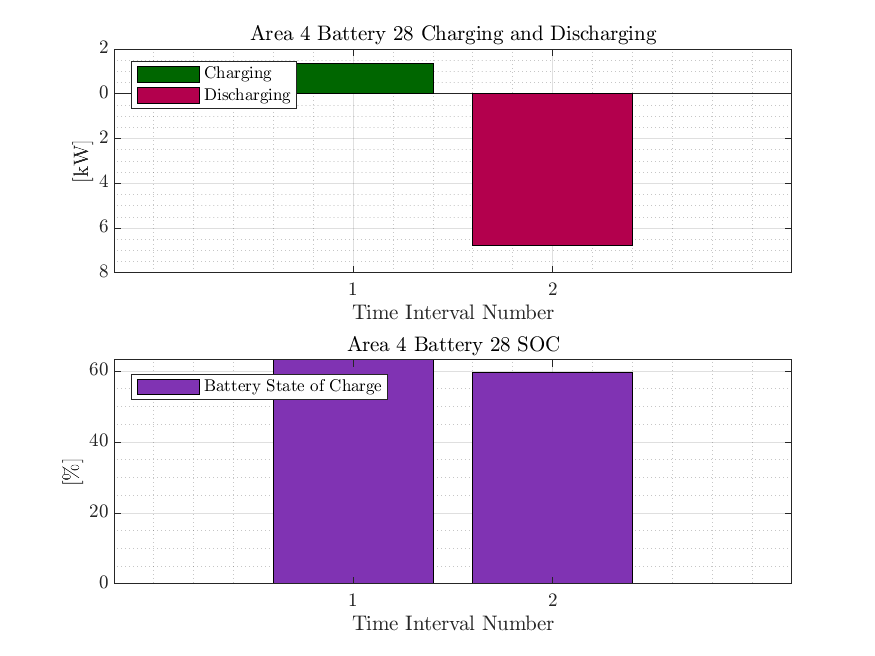 Area 4 Battery 28 Charging and Discharging
2
0
2
4
6
8
[kW]
Charging
Discharging
1
2
Time Interval Number
Area 4 Battery 28 SOC
60
40
20
0
[%]
Battery State of Charge
1
2
Time Interval Number